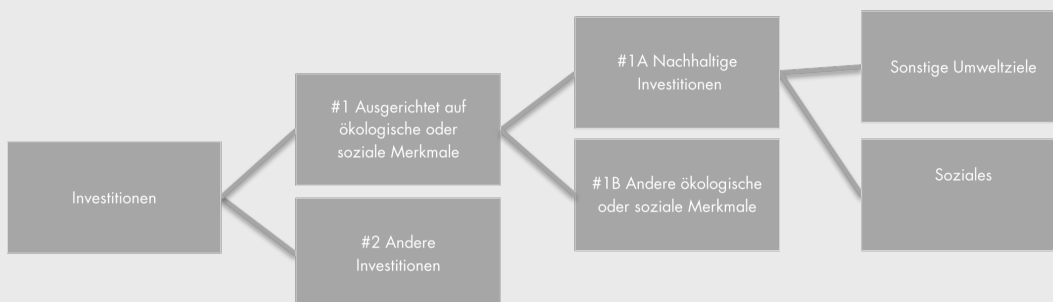 Investitionen
#1 Ausgerichtet auf
ökologische oder
soziale Merkmale
#2 Andere
Investitionen
#1A Nachhaltige
Investitionen
#1B Andere ökologische
oder soziale Merkmale
Sonstige Umweltziele
Soziales